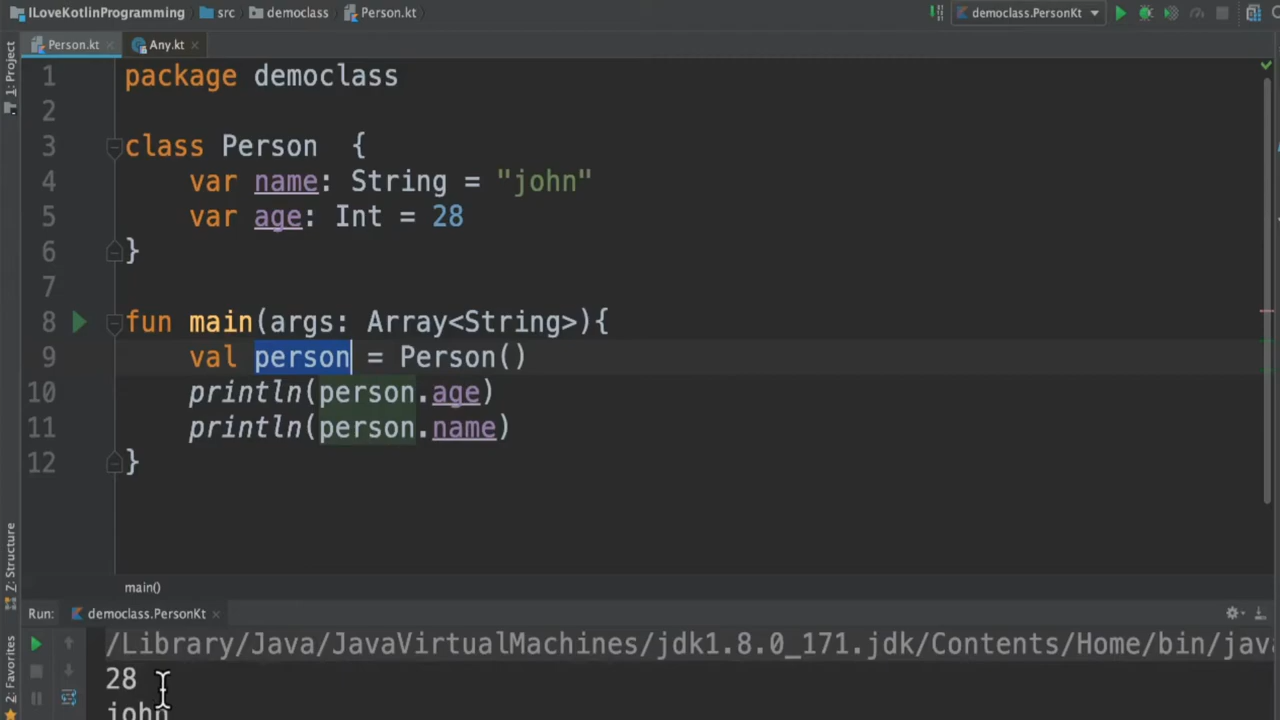 ILoveKotlinProgramming src democlass Person.kt democlass.PersonKt
Person.kt Any.kt
1: Project
1 package democlass
2
3 class Person {
4 var name: String = "john"
5 var age: Int = 28
6 }
7
8 fun main(args: Array<String>){
9 val person = Person()
10 println(person.age)
11 println(person.name)
12 }
Z: Structure
main()
Run: democlass.PersonKt
2: Favorites
/Library/Java/JavaVirtualMachines/jdk1.8.0_171.jdk/Contents/Home/bin/java
28
john